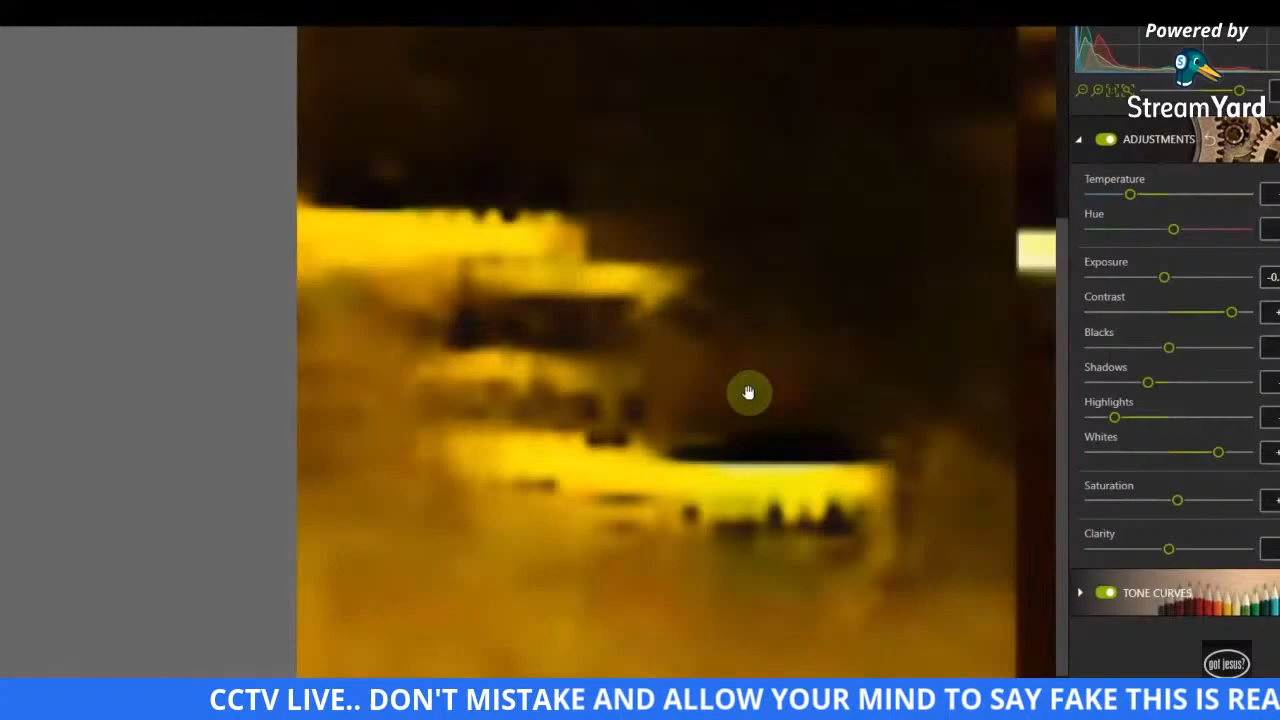 Powered by
StreamYard
ADJUSTMENTS
Temperature
Hue
Exposure
-0.
Contrast
Blacks
Shadows
Highlights
Whites
Saturation
Clarity
TONE CURVES
got jesus?
CCTV LIVE.. DON'T MISTAKE AND ALLOW YOUR MIND TO SAY FAKE THIS IS REA